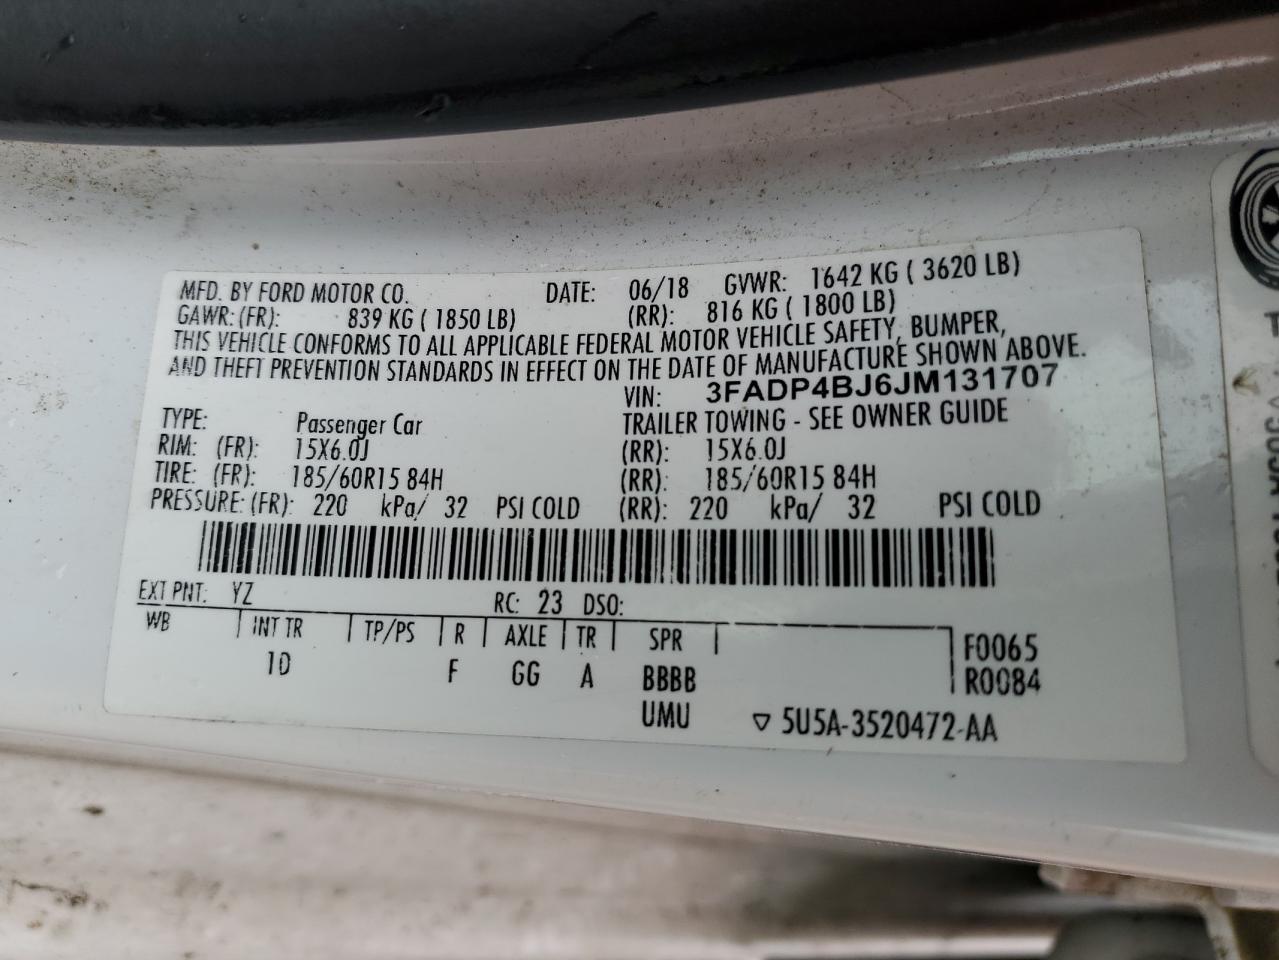 MFD. BY FORD MOTOR CO. DATE: 06/18 GVWR: 1642 KG ( 3620 LB)
GAWR: (FR): 839 KG ( 1850 LB) (RR): 816 KG ( 1800 LB)
THIS VEHICLE CONFORMS TO ALL APPLICABLE FEDERAL MOTOR VEHICLE SAFETY, BUMPER,
AND THEFT PREVENTION STANDARDS IN EFFECT ON THE DATE OF MANUFACTURE SHOWN ABOVE.
VIN: 3FADP4BJ6JM131707
TYPE: Passenger Car TRAILER TOWING - SEE OWNER GUIDE
RIM: (FR): 15X6.0J (RR): 15X6.0J
TIRE: (FR): 185/60R15 84H (RR): 185/60R15 84H
PRESSURE: (FR): 220 kPa/ 32 PSI COLD (RR): 220 kPa/ 32 PSI COLD
EXT PNT: YZ RC: 23 DSO:
WB INT TR TP/PS R AXLE TR SPR F0065
10 F GG A BBBB R0084
UMU ▽ 5U5A-3520472-AA